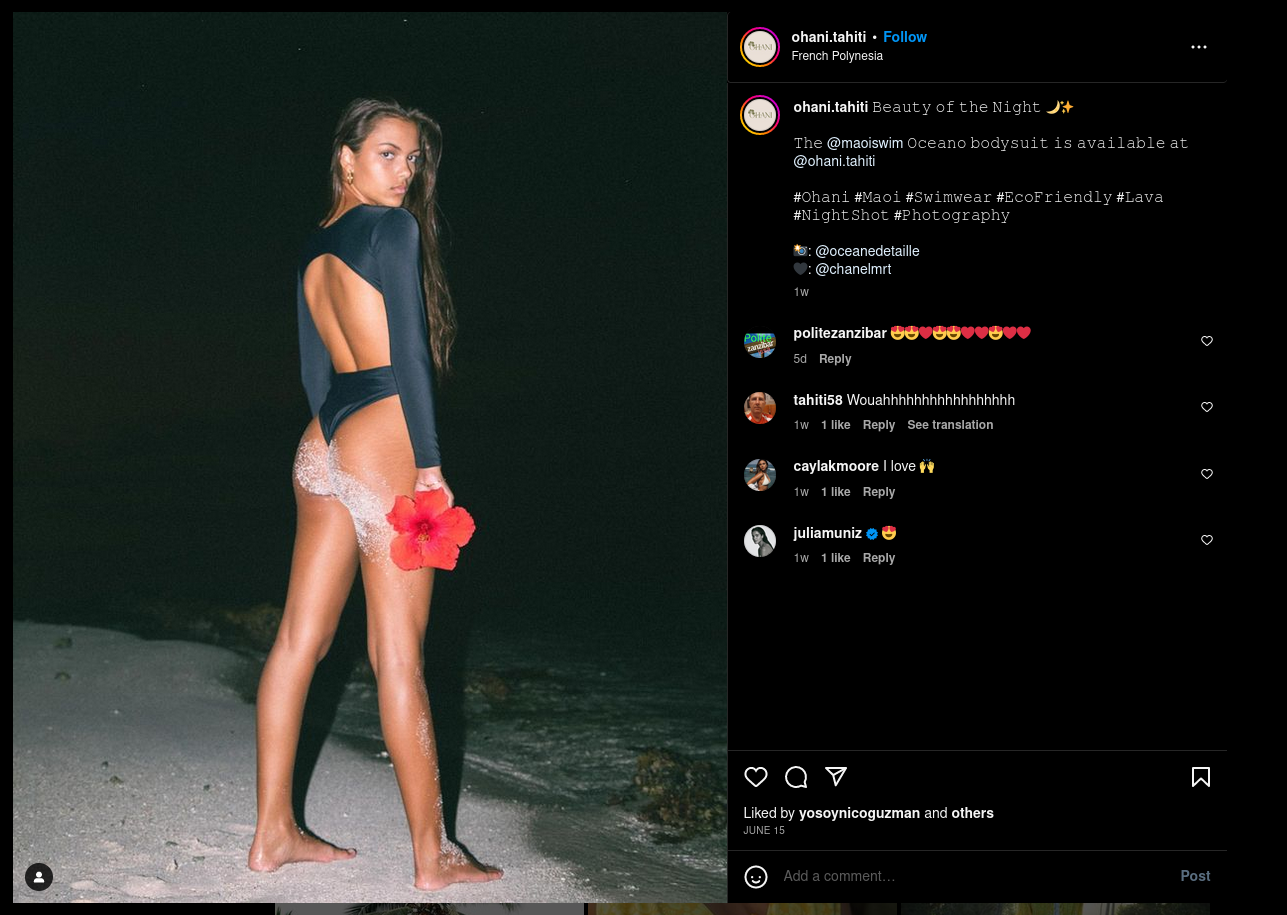 ohani.tahiti • Follow
French Polynesia
ohani.tahiti Beauty of the Night 🌙✨
The @maoiswim Oceano bodysuit is available at
@ohani.tahiti
#Ohani #Maoi #Swimwear #EcoFriendly #Lava
#NightShot #Photography
📸: @oceanedetaille
🖤: @chanelmrt
1w
politezanzibar 😍😍❤️😍😍❤️❤️😍❤️❤️
5d Reply
tahiti58 Wouahhhhhhhhhhhhhhhhh
1w 1 like Reply See translation
caylakmoore I love 🙌
1w 1 like Reply
juliamuniz 😍
1w 1 like Reply
Liked by yosoynicoguzman and others
JUNE 15
Add a comment… Post